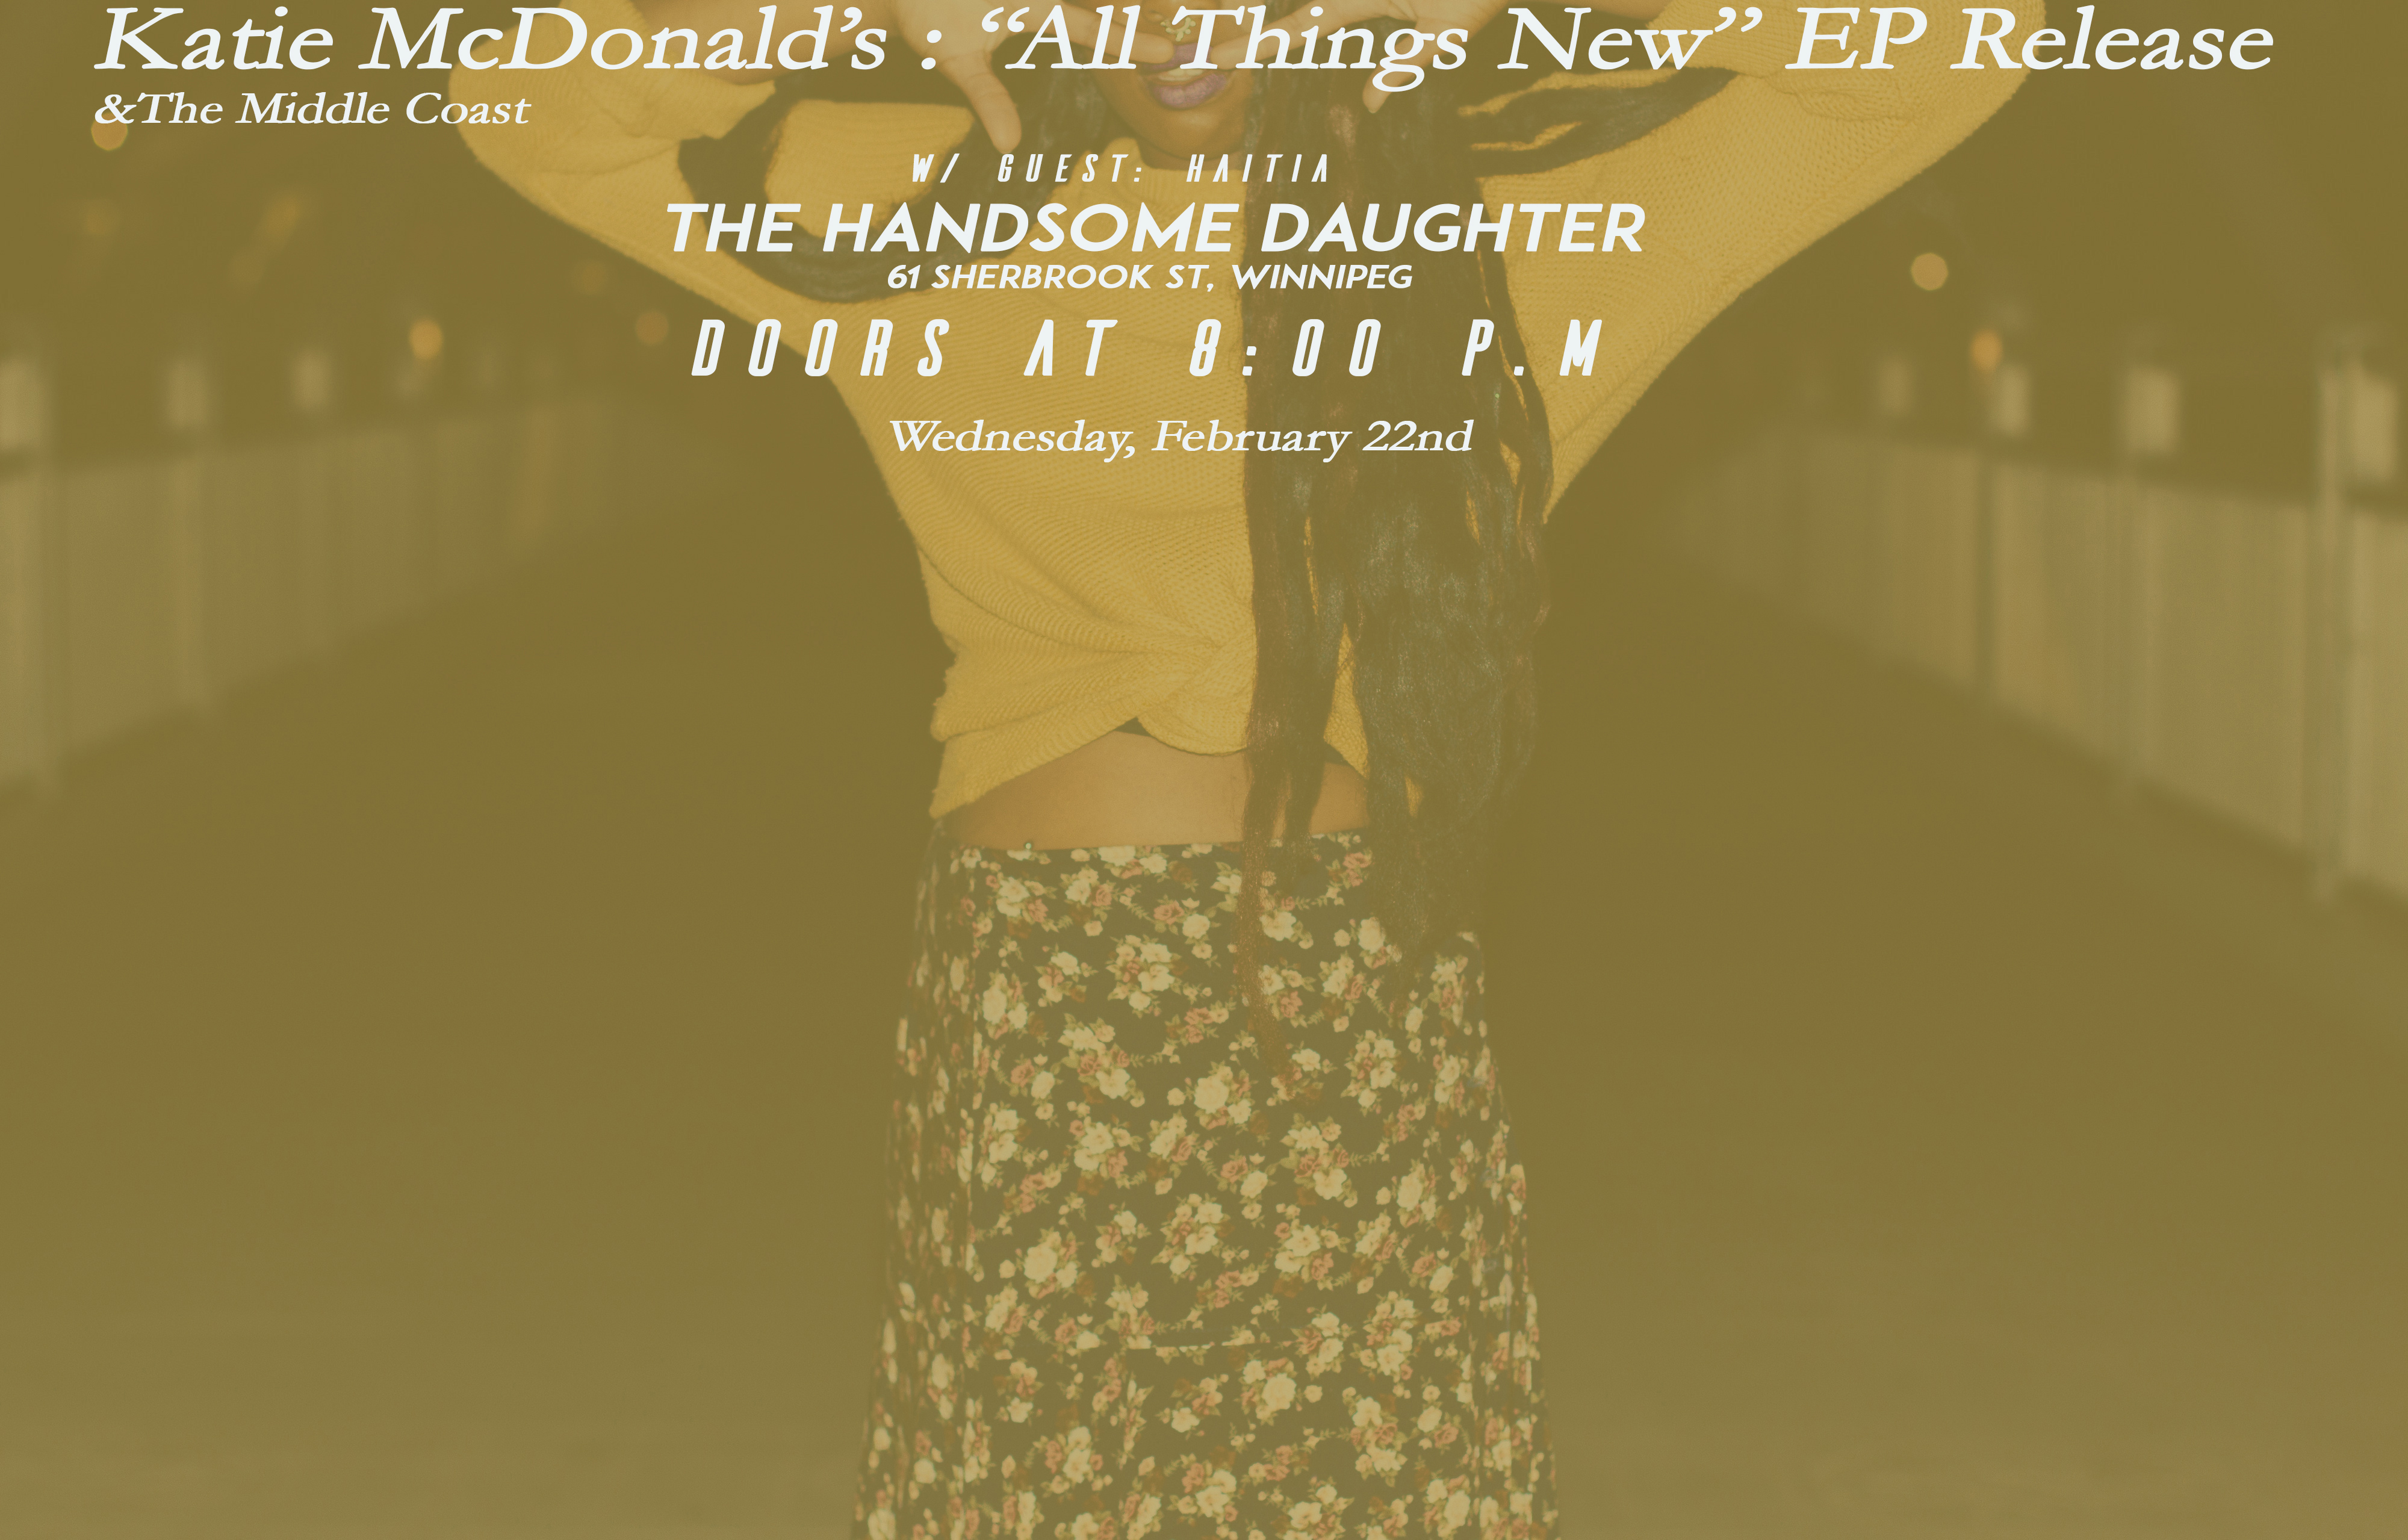 Katie McDonald’s : “All Things New” EP Release
&The Middle Coast
W/ GUEST: HAITIA
THE HANDSOME DAUGHTER
61 SHERBROOK ST, WINNIPEG
DOORS AT 8:00 P.M
Wednesday, February 22nd